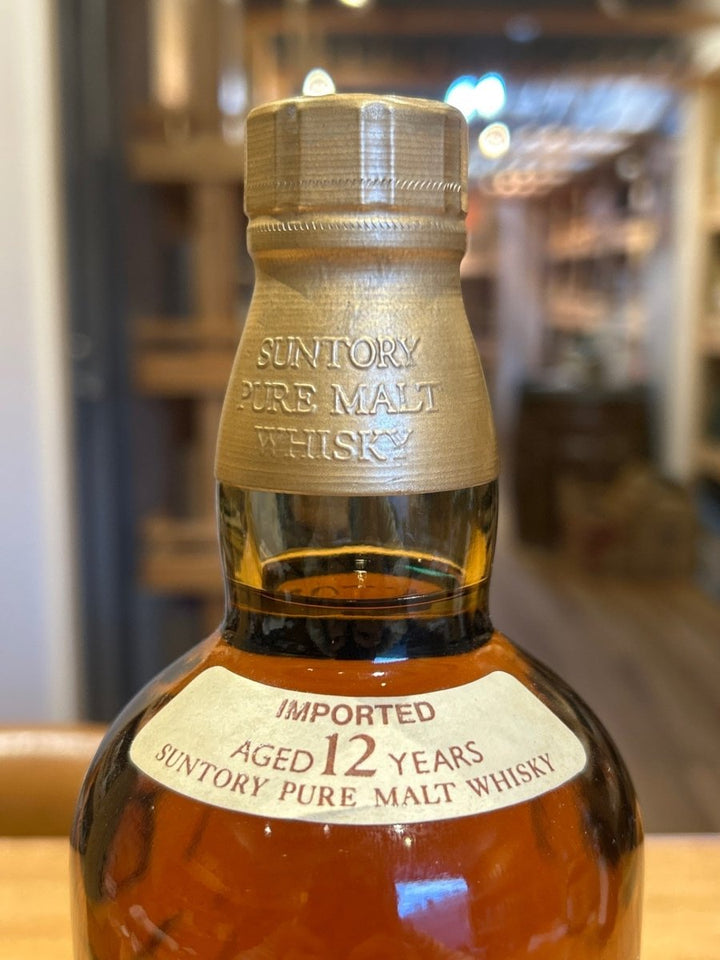 SUNTORY
PURE MALT
WHISKY
IMPORTED
AGED 12 YEARS
SUNTORY PURE MALT WHISKY